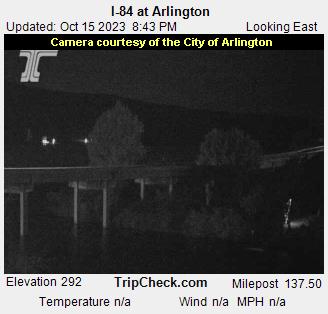 I-84 at Arlington
Updated: Oct 15 2023 8:43 PM Looking East
Camera courtesy of the City of Arlington
Elevation 292 TripCheck.com Milepost 137.50
Temperature n/a Wind n/a MPH n/a